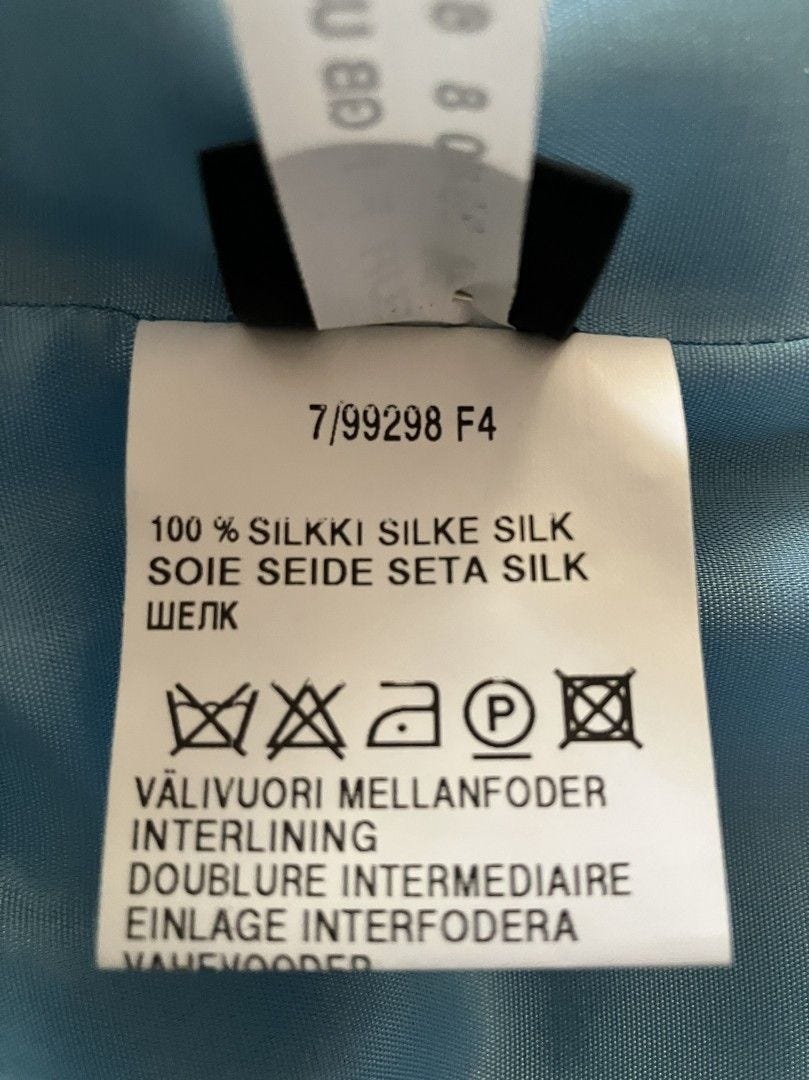 7/99298 F4
100 % SILKKI SILKE SILK
SOIE SEIDE SETA SILK
ШЕЛК
P
VÄLIVUORI MELLANFODER
INTERLINING
DOUBLURE INTERMEDIAIRE
EINLAGE INTERFODERA
VAHEVOODER